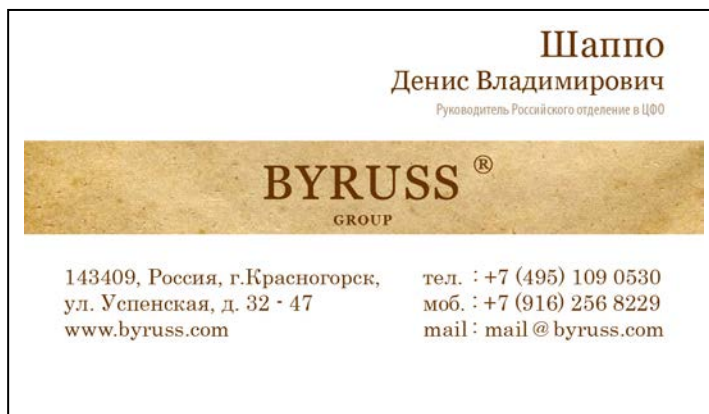 Шаппо
Денис Владимирович
Руководитель Российского отделение в ЦФО
BYRUSS ®
GROUP
143409, Россия, г.Красногорск,
ул. Успенская, д. 32 - 47
www.byruss.com
тел. : +7 (495) 109 0530
моб. : +7 (916) 256 8229
mail : mail @ byruss.com